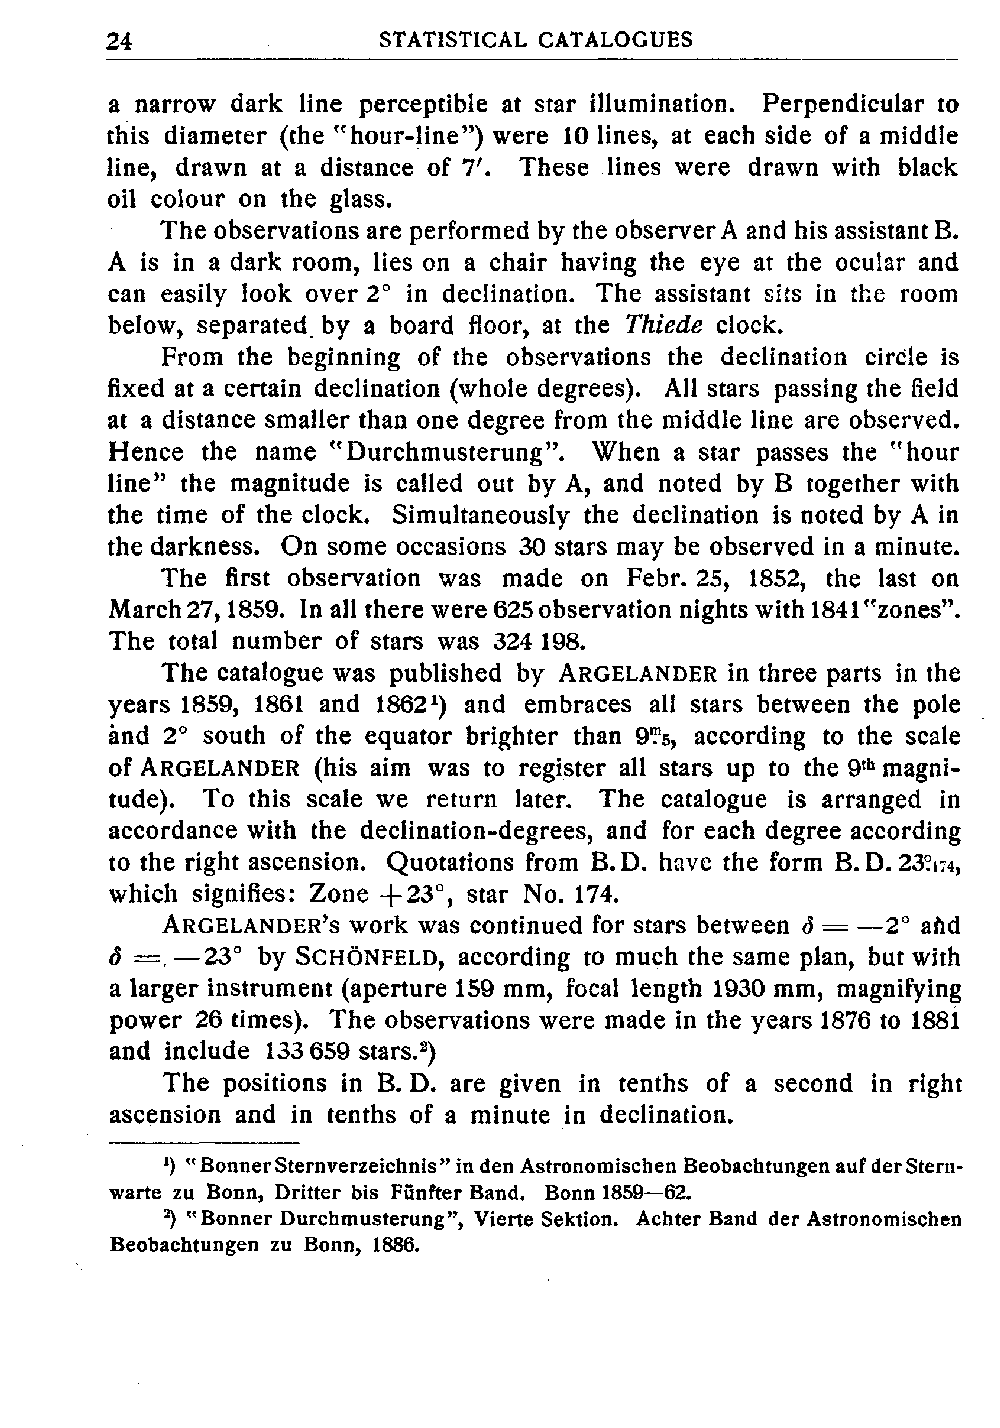 24 STATISTICAL CATALOGUES
a narrow dark line perceptible at star illumination. Perpendicular to
this diameter (the "hour-line") were 10 lines, at each side of a middle
line, drawn at a distance of 7′. These lines were drawn with black
oil colour on the glass.
The observations are performed by the observer A and his assistant B.
A is in a dark room, lies on a chair having the eye at the ocular and
can easily look over 2° in declination. The assistant sits in the room
below, separated by a board floor, at the Thiede clock.
From the beginning of the observations the declination circle is
fixed at a certain declination (whole degrees). All stars passing the field
at a distance smaller than one degree from the middle line are observed.
Hence the name "Durchmusterung". When a star passes the "hour
line" the magnitude is called out by A, and noted by B together with
the time of the clock. Simultaneously the declination is noted by A in
the darkness. On some occasions 30 stars may be observed in a minute.
The first observation was made on Febr. 25, 1852, the last on
March 27, 1859. In all there were 625 observation nights with 1841 "zones".
The total number of stars was 324 198.
The catalogue was published by ARGELANDER in three parts in the
years 1859, 1861 and 1862¹) and embraces all stars between the pole
and 2° south of the equator brighter than 9ᵐ.5, according to the scale
of ARGELANDER (his aim was to register all stars up to the 9th magni-
tude). To this scale we return later. The catalogue is arranged in
accordance with the declination-degrees, and for each degree according
to the right ascension. Quotations from B.D. have the form B. D. 23°.174,
which signifies: Zone +23°, star No. 174.
ARGELANDER's work was continued for stars between δ = —2° and
δ = —23° by SCHÖNFELD, according to much the same plan, but with
a larger instrument (aperture 159 mm, focal length 1930 mm, magnifying
power 26 times). The observations were made in the years 1876 to 1881
and include 133 659 stars.²)
The positions in B. D. are given in tenths of a second in right
ascension and in tenths of a minute in declination.
¹) "Bonner Sternverzeichnis" in den Astronomischen Beobachtungen auf der Stern-
warte zu Bonn, Dritter bis Fünfter Band. Bonn 1859—62.
²) "Bonner Durchmusterung", Vierte Sektion. Achter Band der Astronomischen
Beobachtungen zu Bonn, 1886.